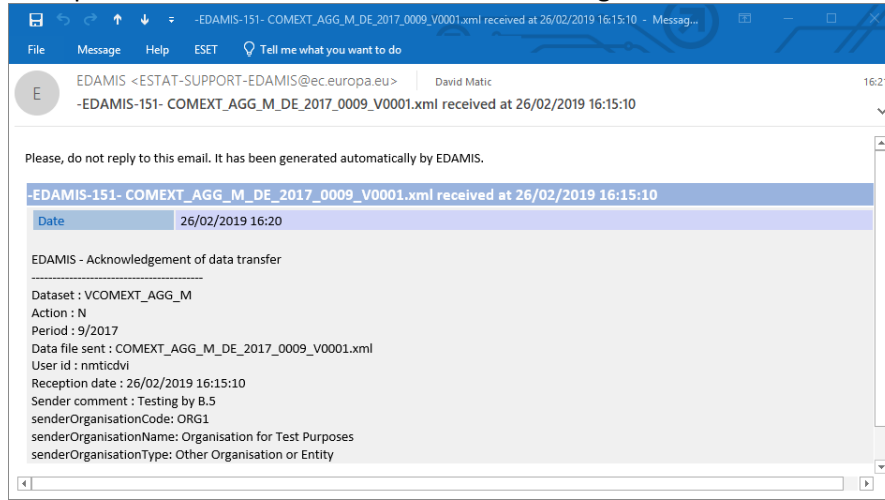 -EDAMIS-151- COMEXT_AGG_M_DE_2017_0009_V0001.xml received at 26/02/2019 16:15:10 - Messag...
File Message Help ESET Tell me what you want to do
E
EDAMIS <ESTAT-SUPPORT-EDAMIS@ec.europa.eu> David Matic
-EDAMIS-151- COMEXT_AGG_M_DE_2017_0009_V0001.xml received at 26/02/2019 16:15:10
Please, do not reply to this email. It has been generated automatically by EDAMIS.
-EDAMIS-151- COMEXT_AGG_M_DE_2017_0009_V0001.xml received at 26/02/2019 16:15:10
Date 26/02/2019 16:20
EDAMIS - Acknowledgement of data transfer
-----------------------------------------
Dataset : VCOMEXT_AGG_M
Action : N
Period : 9/2017
Data file sent : COMEXT_AGG_M_DE_2017_0009_V0001.xml
User id : nmticdvi
Reception date : 26/02/2019 16:15:10
Sender comment : Testing by B.5
senderOrganisationCode: ORG1
senderOrganisationName: Organisation for Test Purposes
senderOrganisationType: Other Organisation or Entity